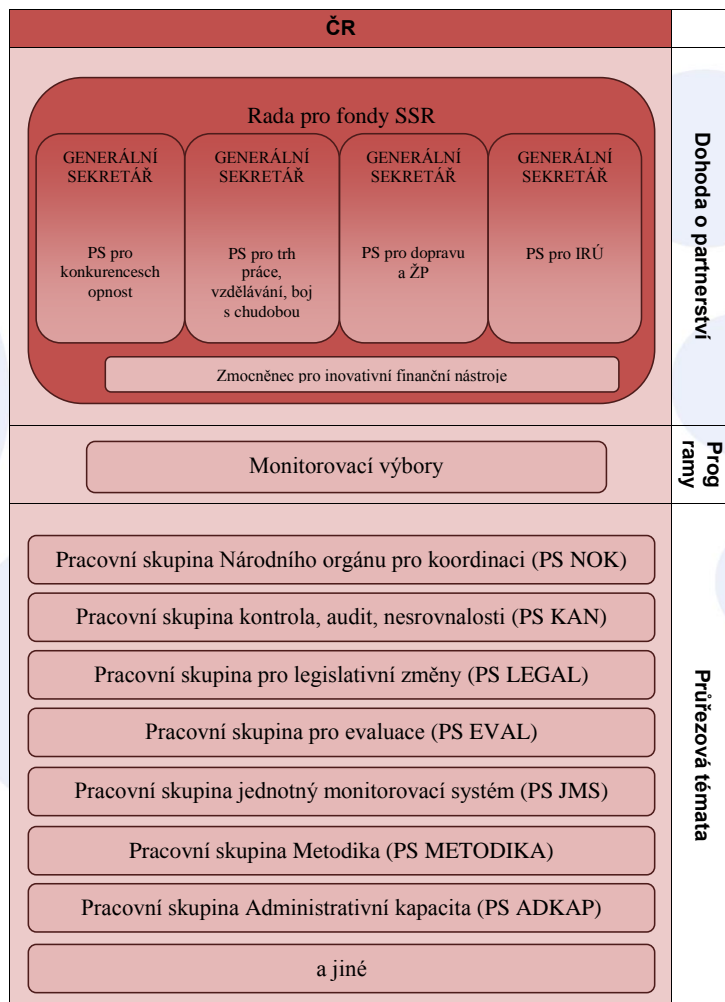 ČR
Rada pro fondy SSR
GENERÁLNÍ
SEKRETÁŘ
PS pro
konkurencesch
opnost
GENERÁLNÍ
SEKRETÁŘ
PS pro trh
práce,
vzdělávání, boj
s chudobou
GENERÁLNÍ
SEKRETÁŘ
PS pro dopravu
a ŽP
GENERÁLNÍ
SEKRETÁŘ
PS pro IRÚ
Zmocněnec pro inovativní finanční nástroje
Dohoda o partnerství
Monitorovací výbory
Prog
ramy
Pracovní skupina Národního orgánu pro koordinaci (PS NOK)
Pracovní skupina kontrola, audit, nesrovnalosti (PS KAN)
Pracovní skupina pro legislativní změny (PS LEGAL)
Pracovní skupina pro evaluace (PS EVAL)
Pracovní skupina jednotný monitorovací systém (PS JMS)
Pracovní skupina Metodika (PS METODIKA)
Pracovní skupina Administrativní kapacita (PS ADKAP)
a jiné
Průřezová témata